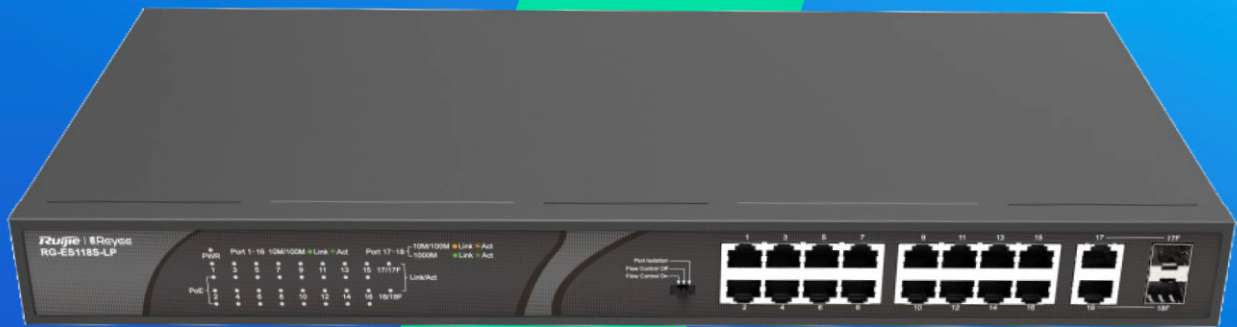 Ruijie | Reyee
RG-ES118S-LP
PWR
Port 1-16 10M/100M Link Act
Port 17-18
10M/100M Link Act
1000M Link Act
1 3 5 7 9 11 13 15 17/17F
Link/Act
PoE
2 4 6 8 10 12 14 16 18/18F
Port Isolation
Flow Control Off
Flow Control On
1 3 5 7 9 11 13 15 17 17F
2 4 6 8 10 12 14 16 18 18F